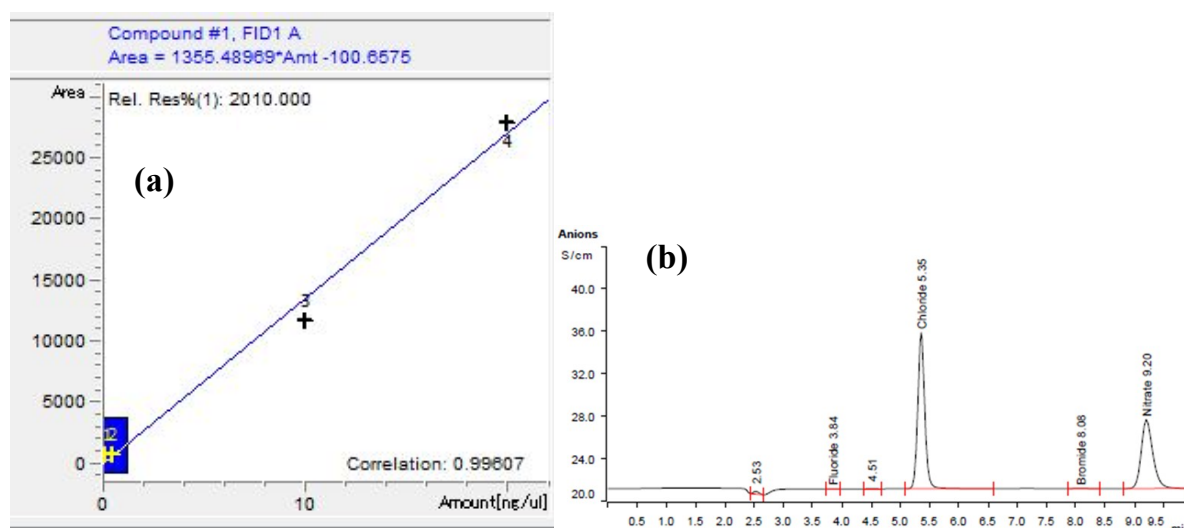 Compound #1, FID1 A
Area = 1355.48969*Amt -100.6575
Area
Rel. Res%(1): 2010.000
25000
20000
15000
10000
5000
0
(a)
4
3
2
Correlation: 0.99607
0
10
Amount[ng/ul]
Anions
S/cm
(b)
40.0
36.0
32.0
28.0
24.0
20.0
2.53
Fluoride 3.84
4.51
Chloride 5.35
Bromide 8.08
Nitrate 9.20
0.5 1.0 1.5 2.0 2.5 3.0 3.5 4.0 4.5 5.0 5.5 6.0 6.5 7.0 7.5 8.0 8.5 9.0 9.5